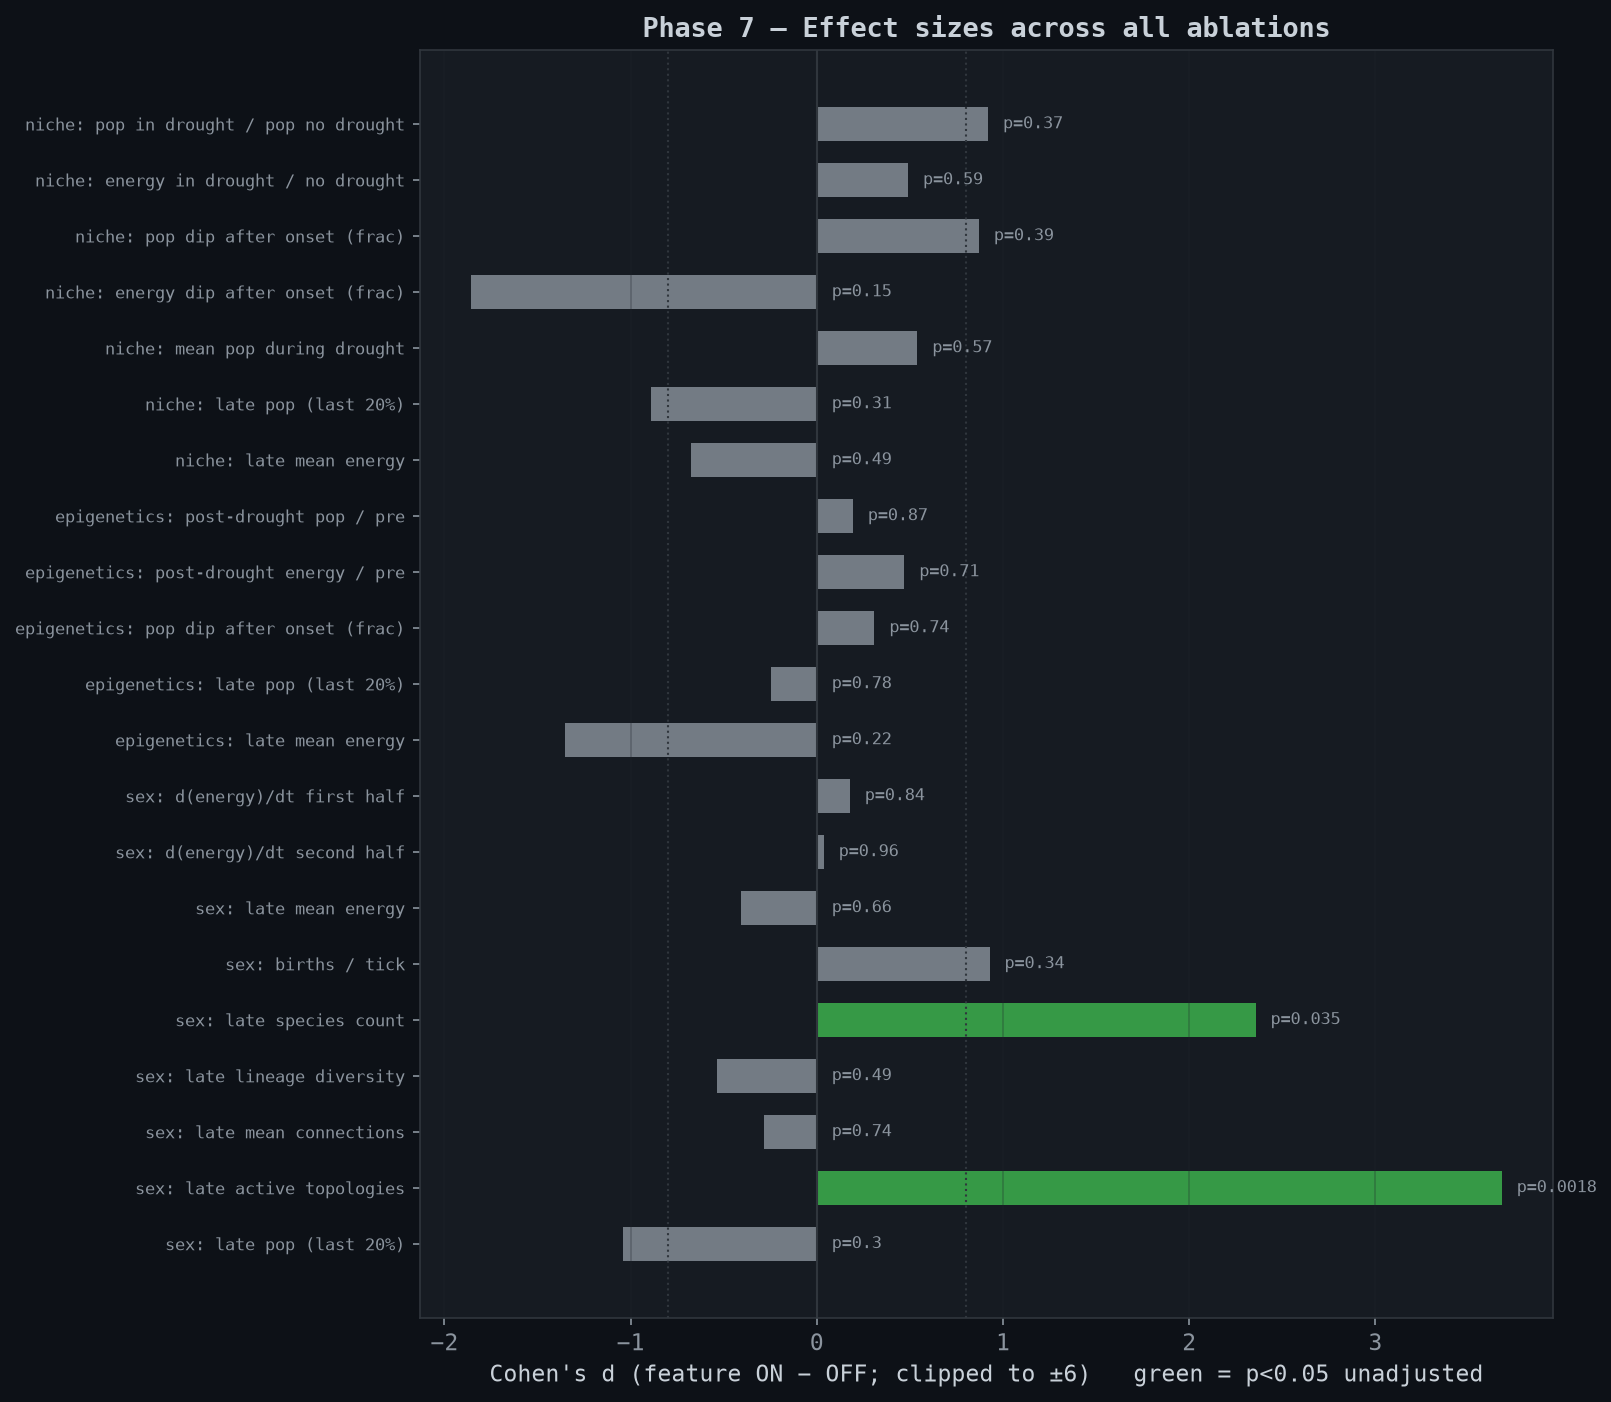 Phase 7 — Effect sizes across all ablations
niche: pop in drought / pop no drought p=0.37
niche: energy in drought / no drought p=0.59
niche: pop dip after onset (frac) p=0.39
niche: energy dip after onset (frac) p=0.15
niche: mean pop during drought p=0.57
niche: late pop (last 20%) p=0.31
niche: late mean energy p=0.49
epigenetics: post-drought pop / pre p=0.87
epigenetics: post-drought energy / pre p=0.71
epigenetics: pop dip after onset (frac) p=0.74
epigenetics: late pop (last 20%) p=0.78
epigenetics: late mean energy p=0.22
sex: d(energy)/dt first half p=0.84
sex: d(energy)/dt second half p=0.96
sex: late mean energy p=0.66
sex: births / tick p=0.34
sex: late species count p=0.035
sex: late lineage diversity p=0.49
sex: late mean connections p=0.74
sex: late active topologies p=0.0018
sex: late pop (last 20%) p=0.3
−2 −1 0 1 2 3
Cohen's d (feature ON − OFF; clipped to ±6) green = p<0.05 unadjusted